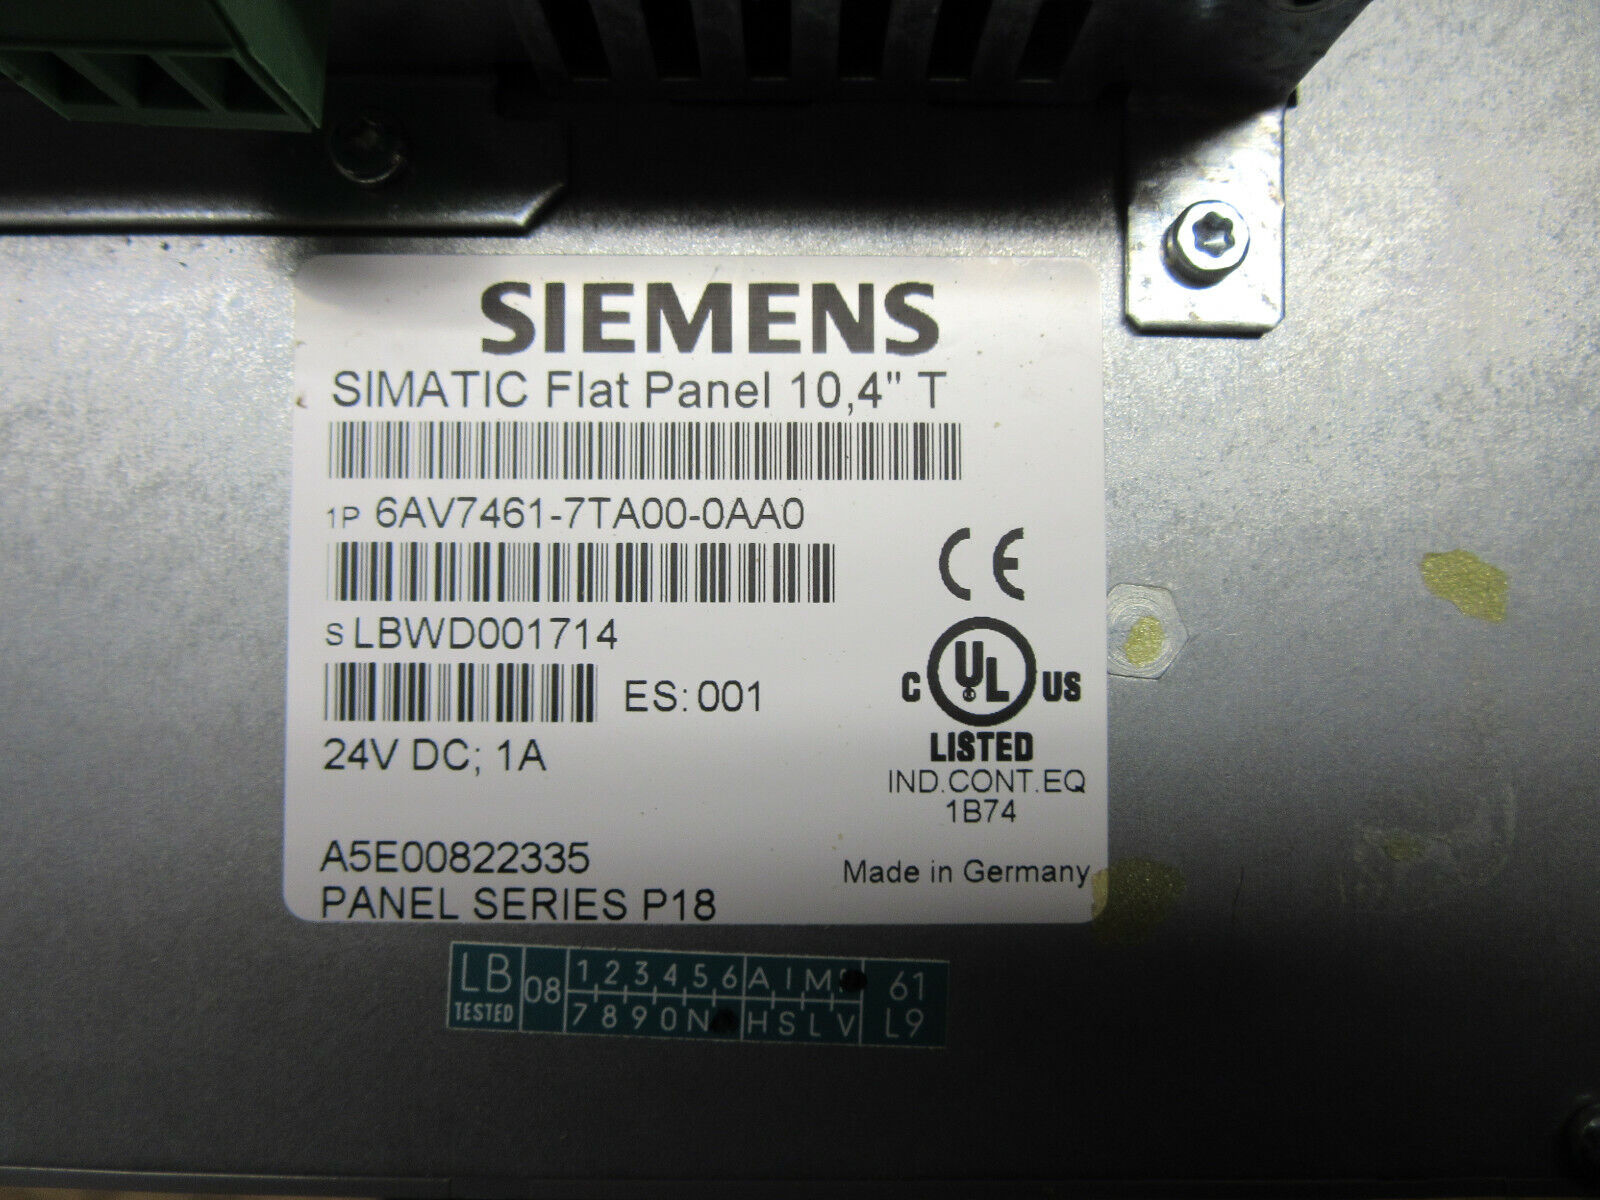 SIEMENS
SIMATIC Flat Panel 10,4" T
1P 6AV7461-7TA00-0AA0
S LBWD001714
ES: 001
24V DC; 1A
CE
C UL US
LISTED
IND.CONT.EQ
1B74
A5E00822335
Made in Germany
PANEL SERIES P18
LB 08 1 2 3 4 5 6 A I M 61
TESTED 7 8 9 0 N H S L V L9